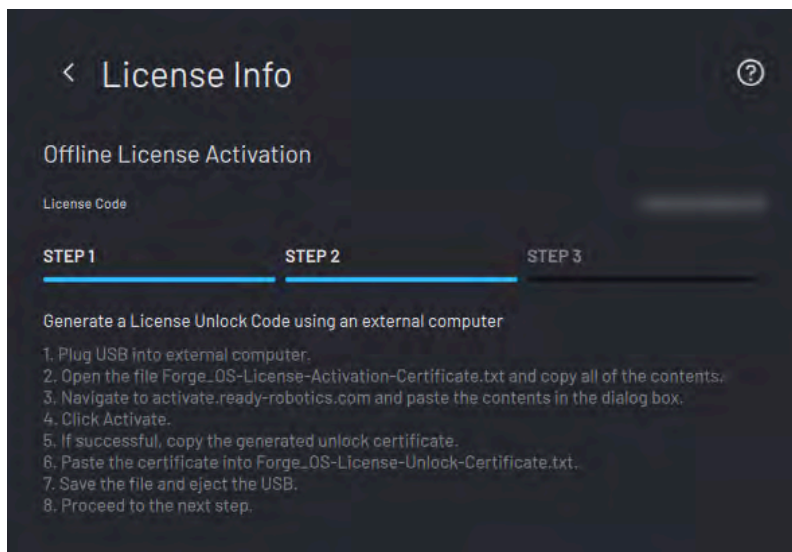 License Info
Offline License Activation
License Code
STEP 1 STEP 2 STEP 3
Generate a License Unlock Code using an external computer
1. Plug USB into external computer.
2. Open the file Forge_OS-License-Activation-Certificate.txt and copy all of the contents.
3. Navigate to activate.ready-robotics.com and paste the contents in the dialog box.
4. Click Activate.
5. If successful, copy the generated unlock certificate.
6. Paste the certificate into Forge_OS-License-Unlock-Certificate.txt.
7. Save the file and eject the USB.
8. Proceed to the next step.